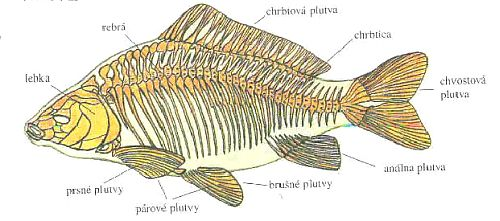 chrbtová plutva
rebrá
chrbtica
lebka
chvostová
plutva
análna plutva
prsné plutvy
brušné plutvy
párové plutvy